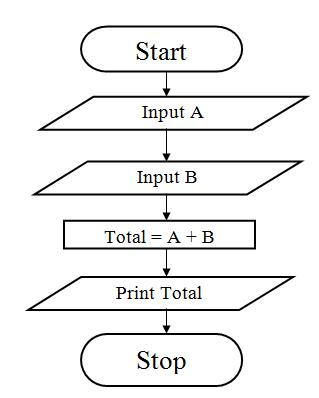 Start
Input A
Input B
Total = A + B
Print Total
Stop